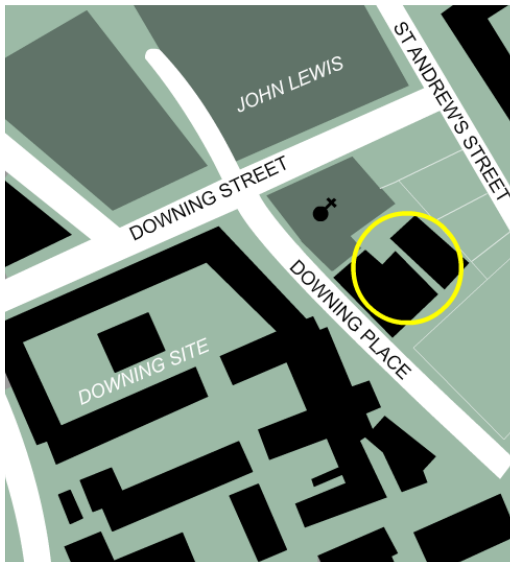 JOHN LEWIS
ST ANDREW'S STREET
DOWNING STREET
DOWNING PLACE
DOWNING SITE